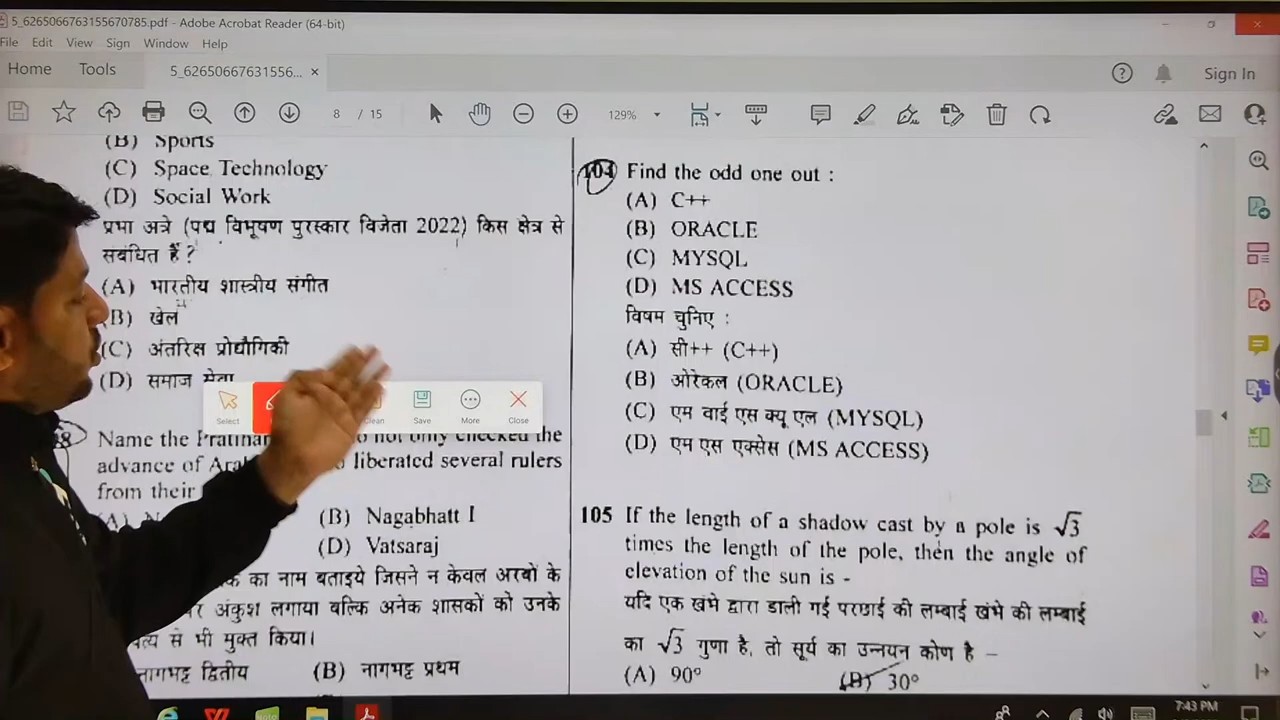 5_6265066763155670785.pdf - Adobe Acrobat Reader (64-bit)
File Edit View Sign Window Help
Home Tools 5_62650667631556... × Sign In
8 / 15 129%
(B) Sports
(C) Space Technology
(D) Social Work
प्रभा अत्रे (पद्म विभूषण पुरस्कार विजेता 2022) किस क्षेत्र से
संबंधित हैं?
(A) भारतीय शास्त्रीय संगीत
(B) खेल
(C) अंतरिक्ष प्रोद्यौगिकी
(D) समाज सेवा
Select Clean Save More Close
Name the not only checked the
advance of liberated several rulers
from their
(B) Nagabhatt I
(D) Vatsaraj
का नाम बताइये जिसने न केवल अरबों के
पर अंकुश लगाया बल्कि अनेक शासकों को उनके
से भी मुक्त किया।
नागभट्ट द्वितीय (B) नागभट्ट प्रथम
104 Find the odd one out :
(A) C++
(B) ORACLE
(C) MYSQL
(D) MS ACCESS
विषम चुनिए :
(A) सी++ (C++)
(B) ओरेकल (ORACLE)
(C) एम वाई एस क्यू एल (MYSQL)
(D) एम एस एक्सेस (MS ACCESS)
105 If the length of a shadow cast by a pole is √3
times the length of the pole, then the angle of
elevation of the sun is -
यदि एक खंभे द्वारा डाली गई परछाई की लम्बाई खंभे की लम्बाई
का √3 गुणा है, तो सूर्य का उन्नयन कोण है –
(A) 90° (B) 30°
7:43 PM